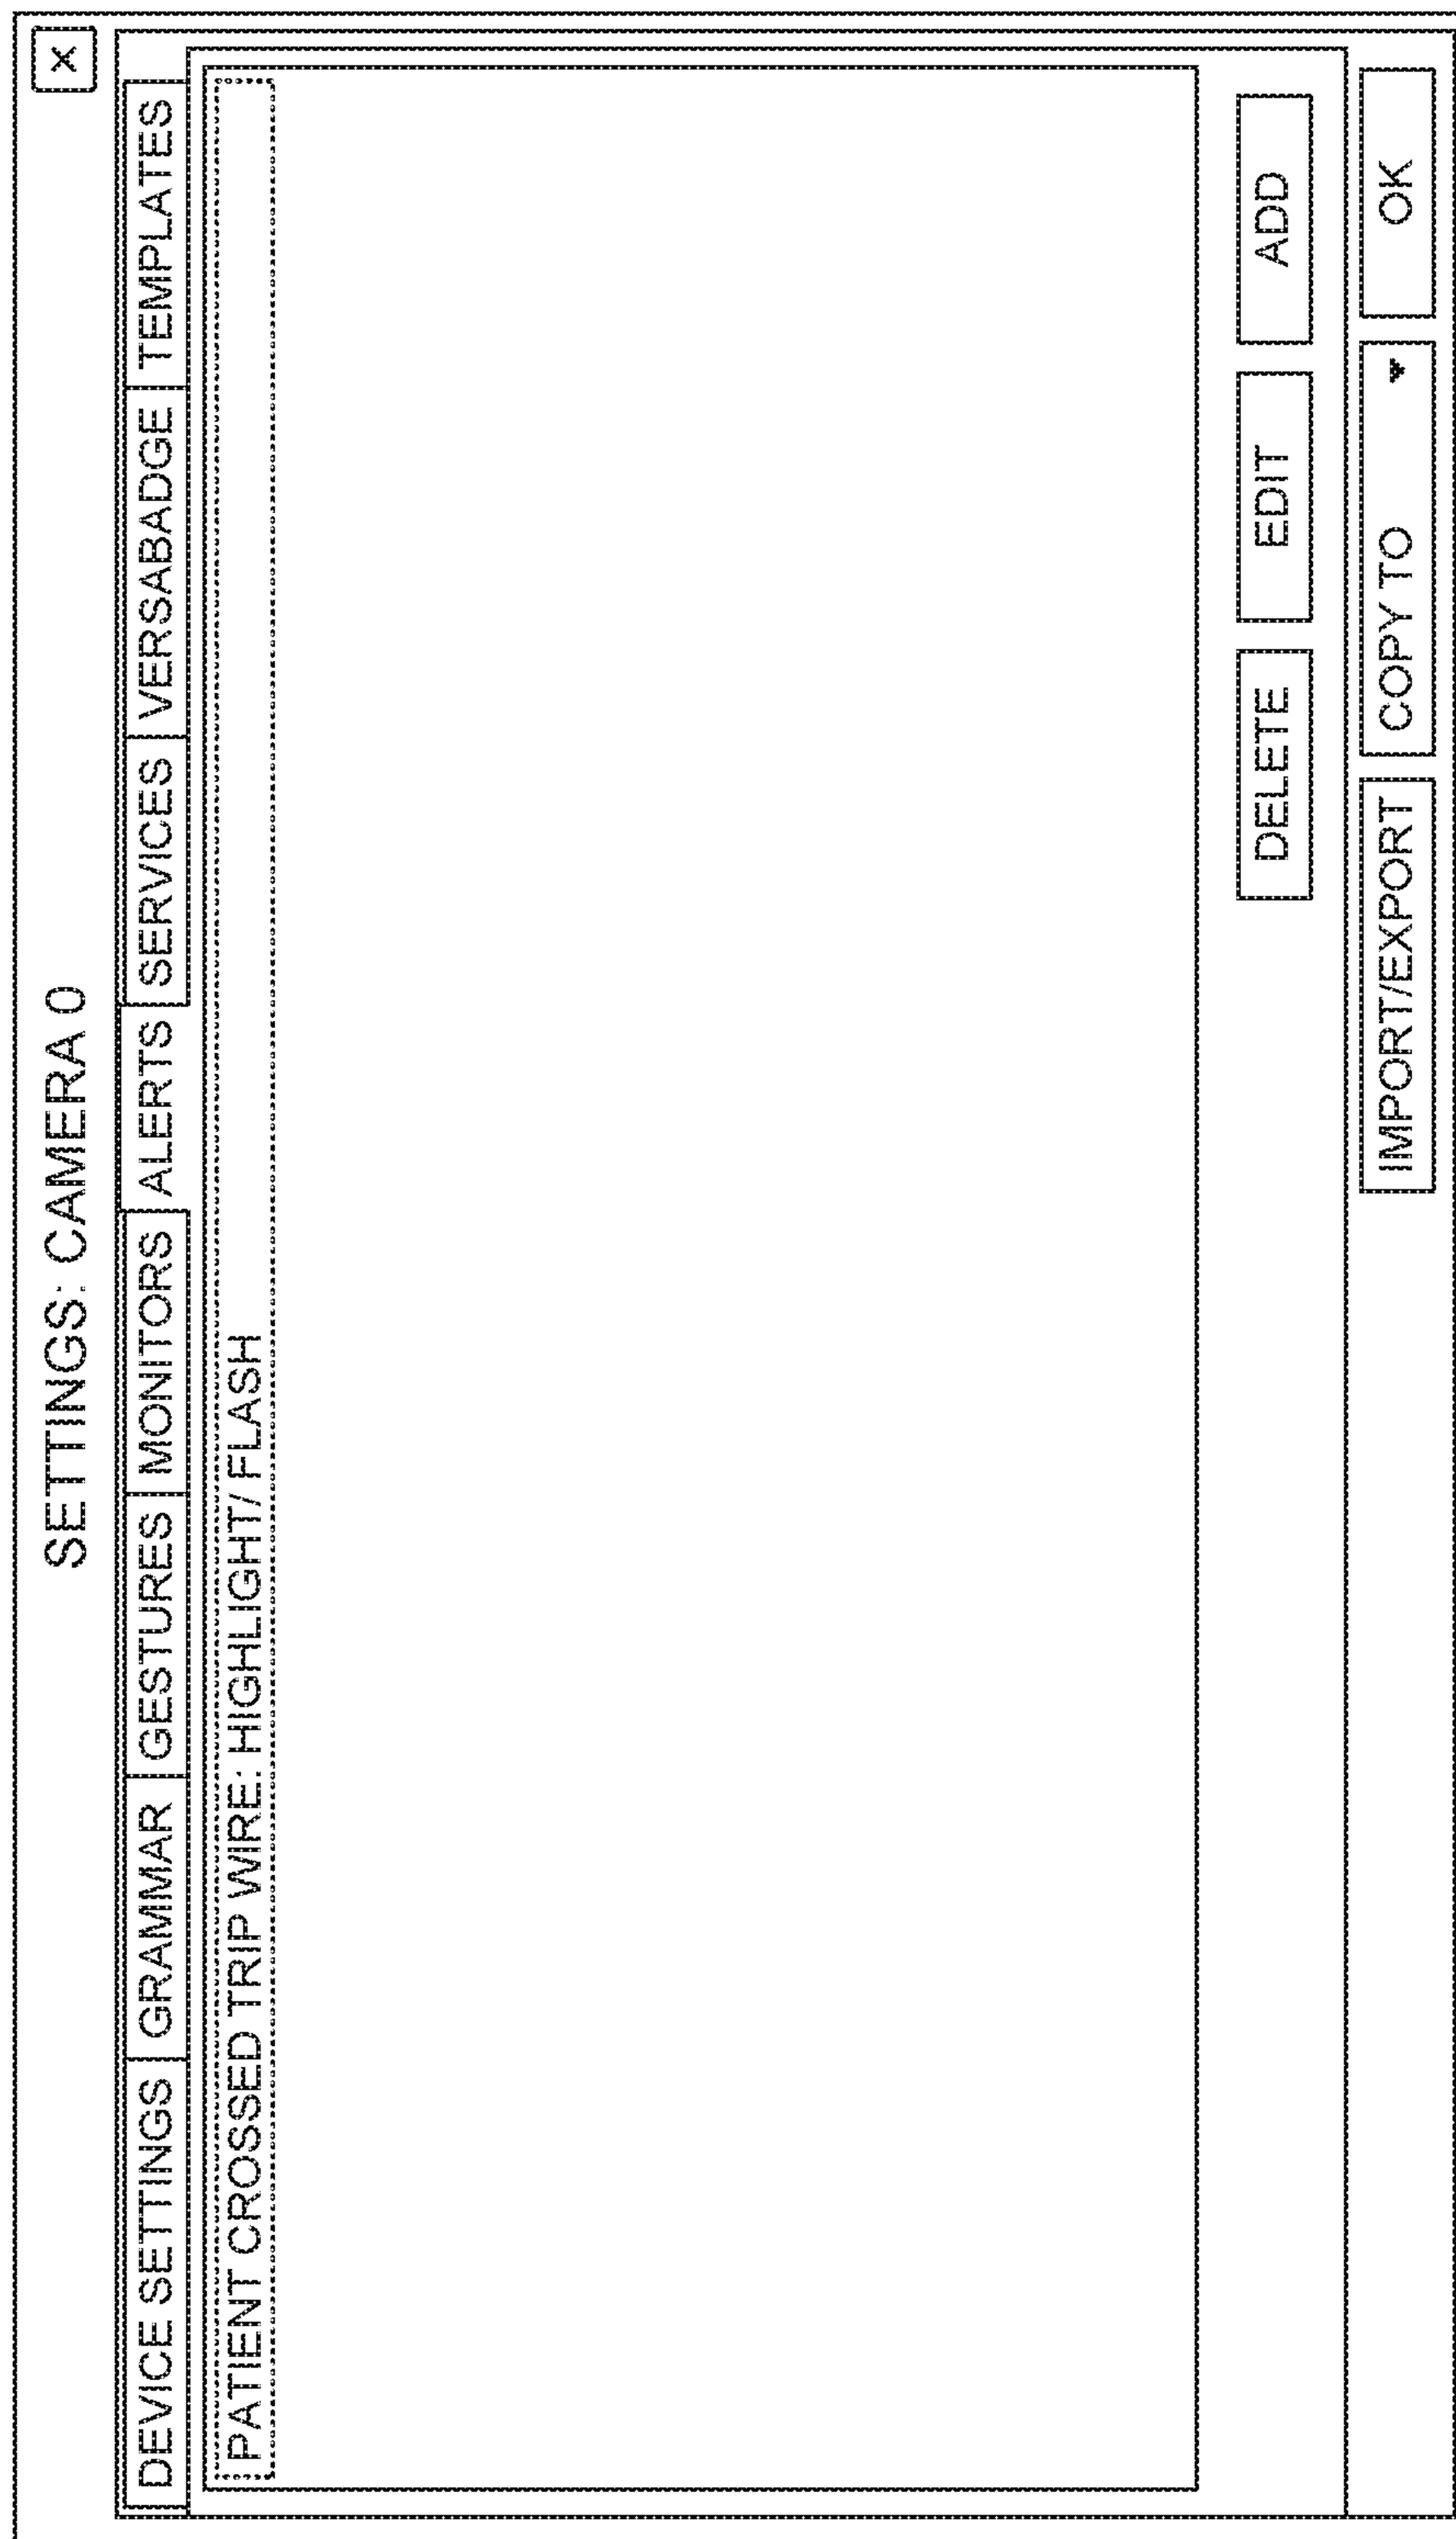 SETTINGS: CAMERA 0
X
DEVICE SETTINGS GRAMMAR GESTURES MONITORS ALERTS SERVICES VERSABADGE TEMPLATES
PATIENT CROSSED TRIP WIRE: HIGHLIGHT/ FLASH
DELETE EDIT ADD
IMPORT/EXPORT COPY TO OK